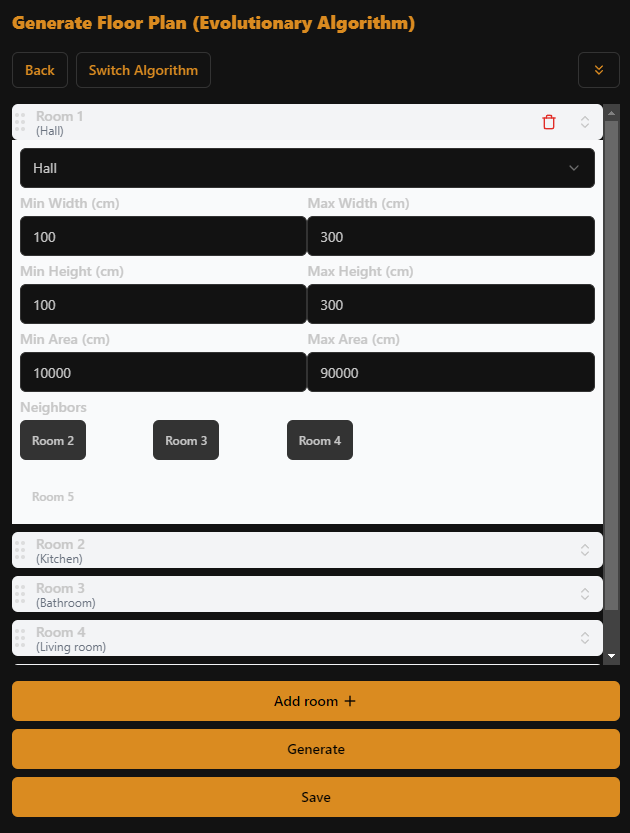 Generate Floor Plan (Evolutionary Algorithm)
Back
Switch Algorithm
Room 1
(Hall)
Hall
Min Width (cm)
Max Width (cm)
100
300
Min Height (cm)
Max Height (cm)
100
300
Min Area (cm)
Max Area (cm)
10000
90000
Neighbors
Room 2
Room 3
Room 4
Room 5
Room 2
(Kitchen)
Room 3
(Bathroom)
Room 4
(Living room)
Add room +
Generate
Save